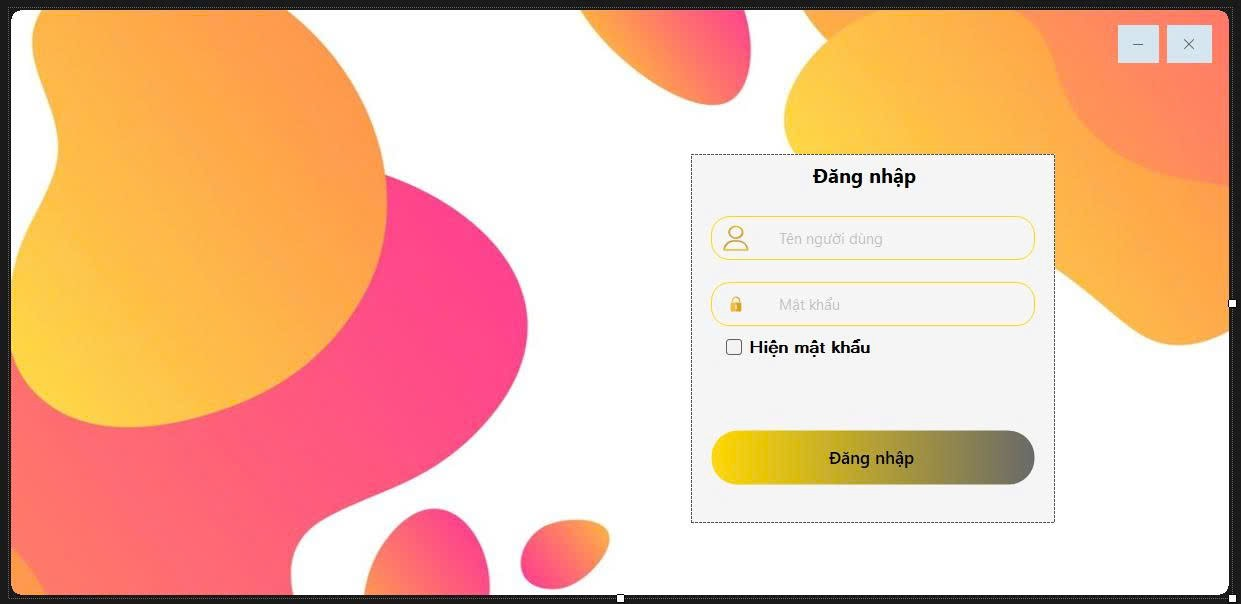 Đăng nhập
Tên người dùng
Mật khẩu
Hiện mật khẩu
Đăng nhập